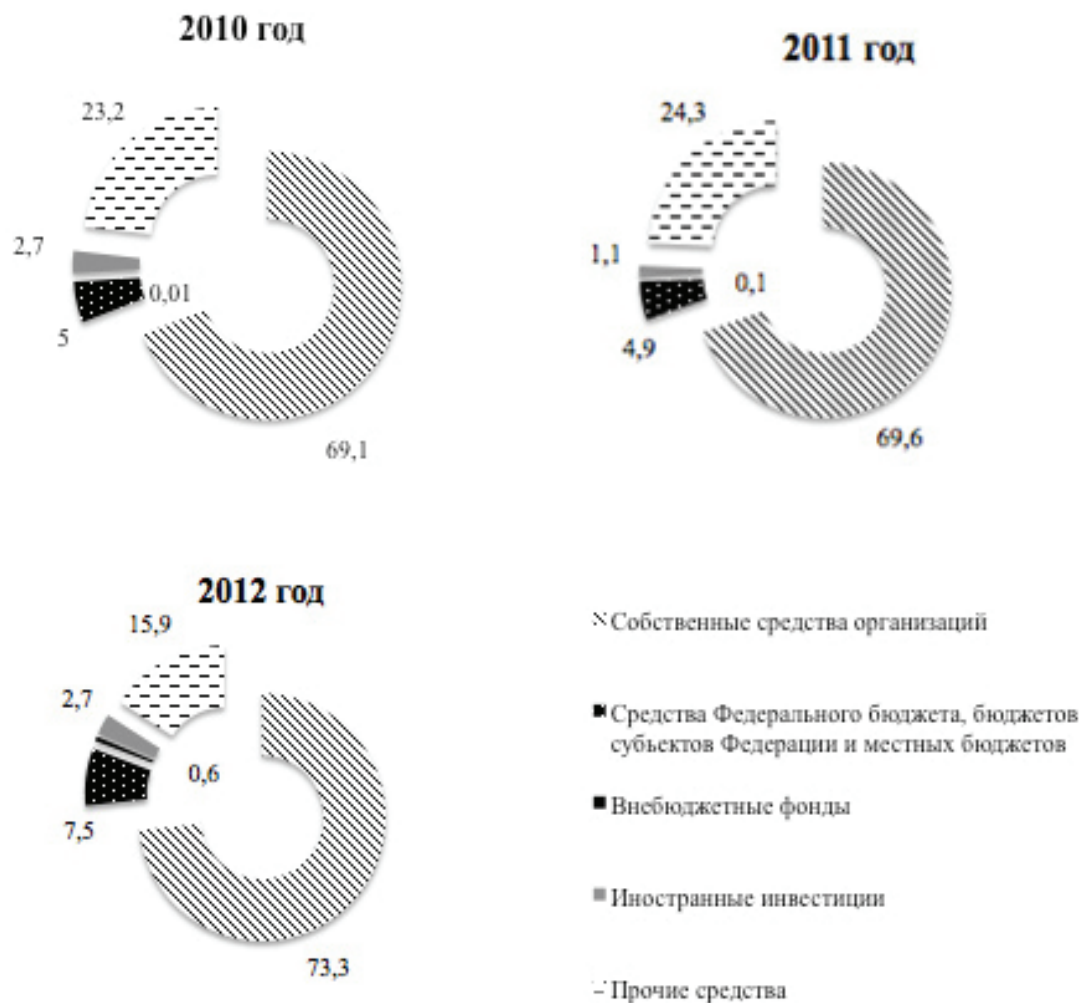 2010 год
23,2
2,7
0,01
5
69,1
2011 год
24,3
1,1
0,1
4,9
69,6
2012 год
15,9
2,7
0,6
7,5
73,3
Собственные средства организаций
Средства Федерального бюджета, бюджетов
субъектов Федерации и местных бюджетов
Внебюджетные фонды
Иностранные инвестиции
Прочие средства